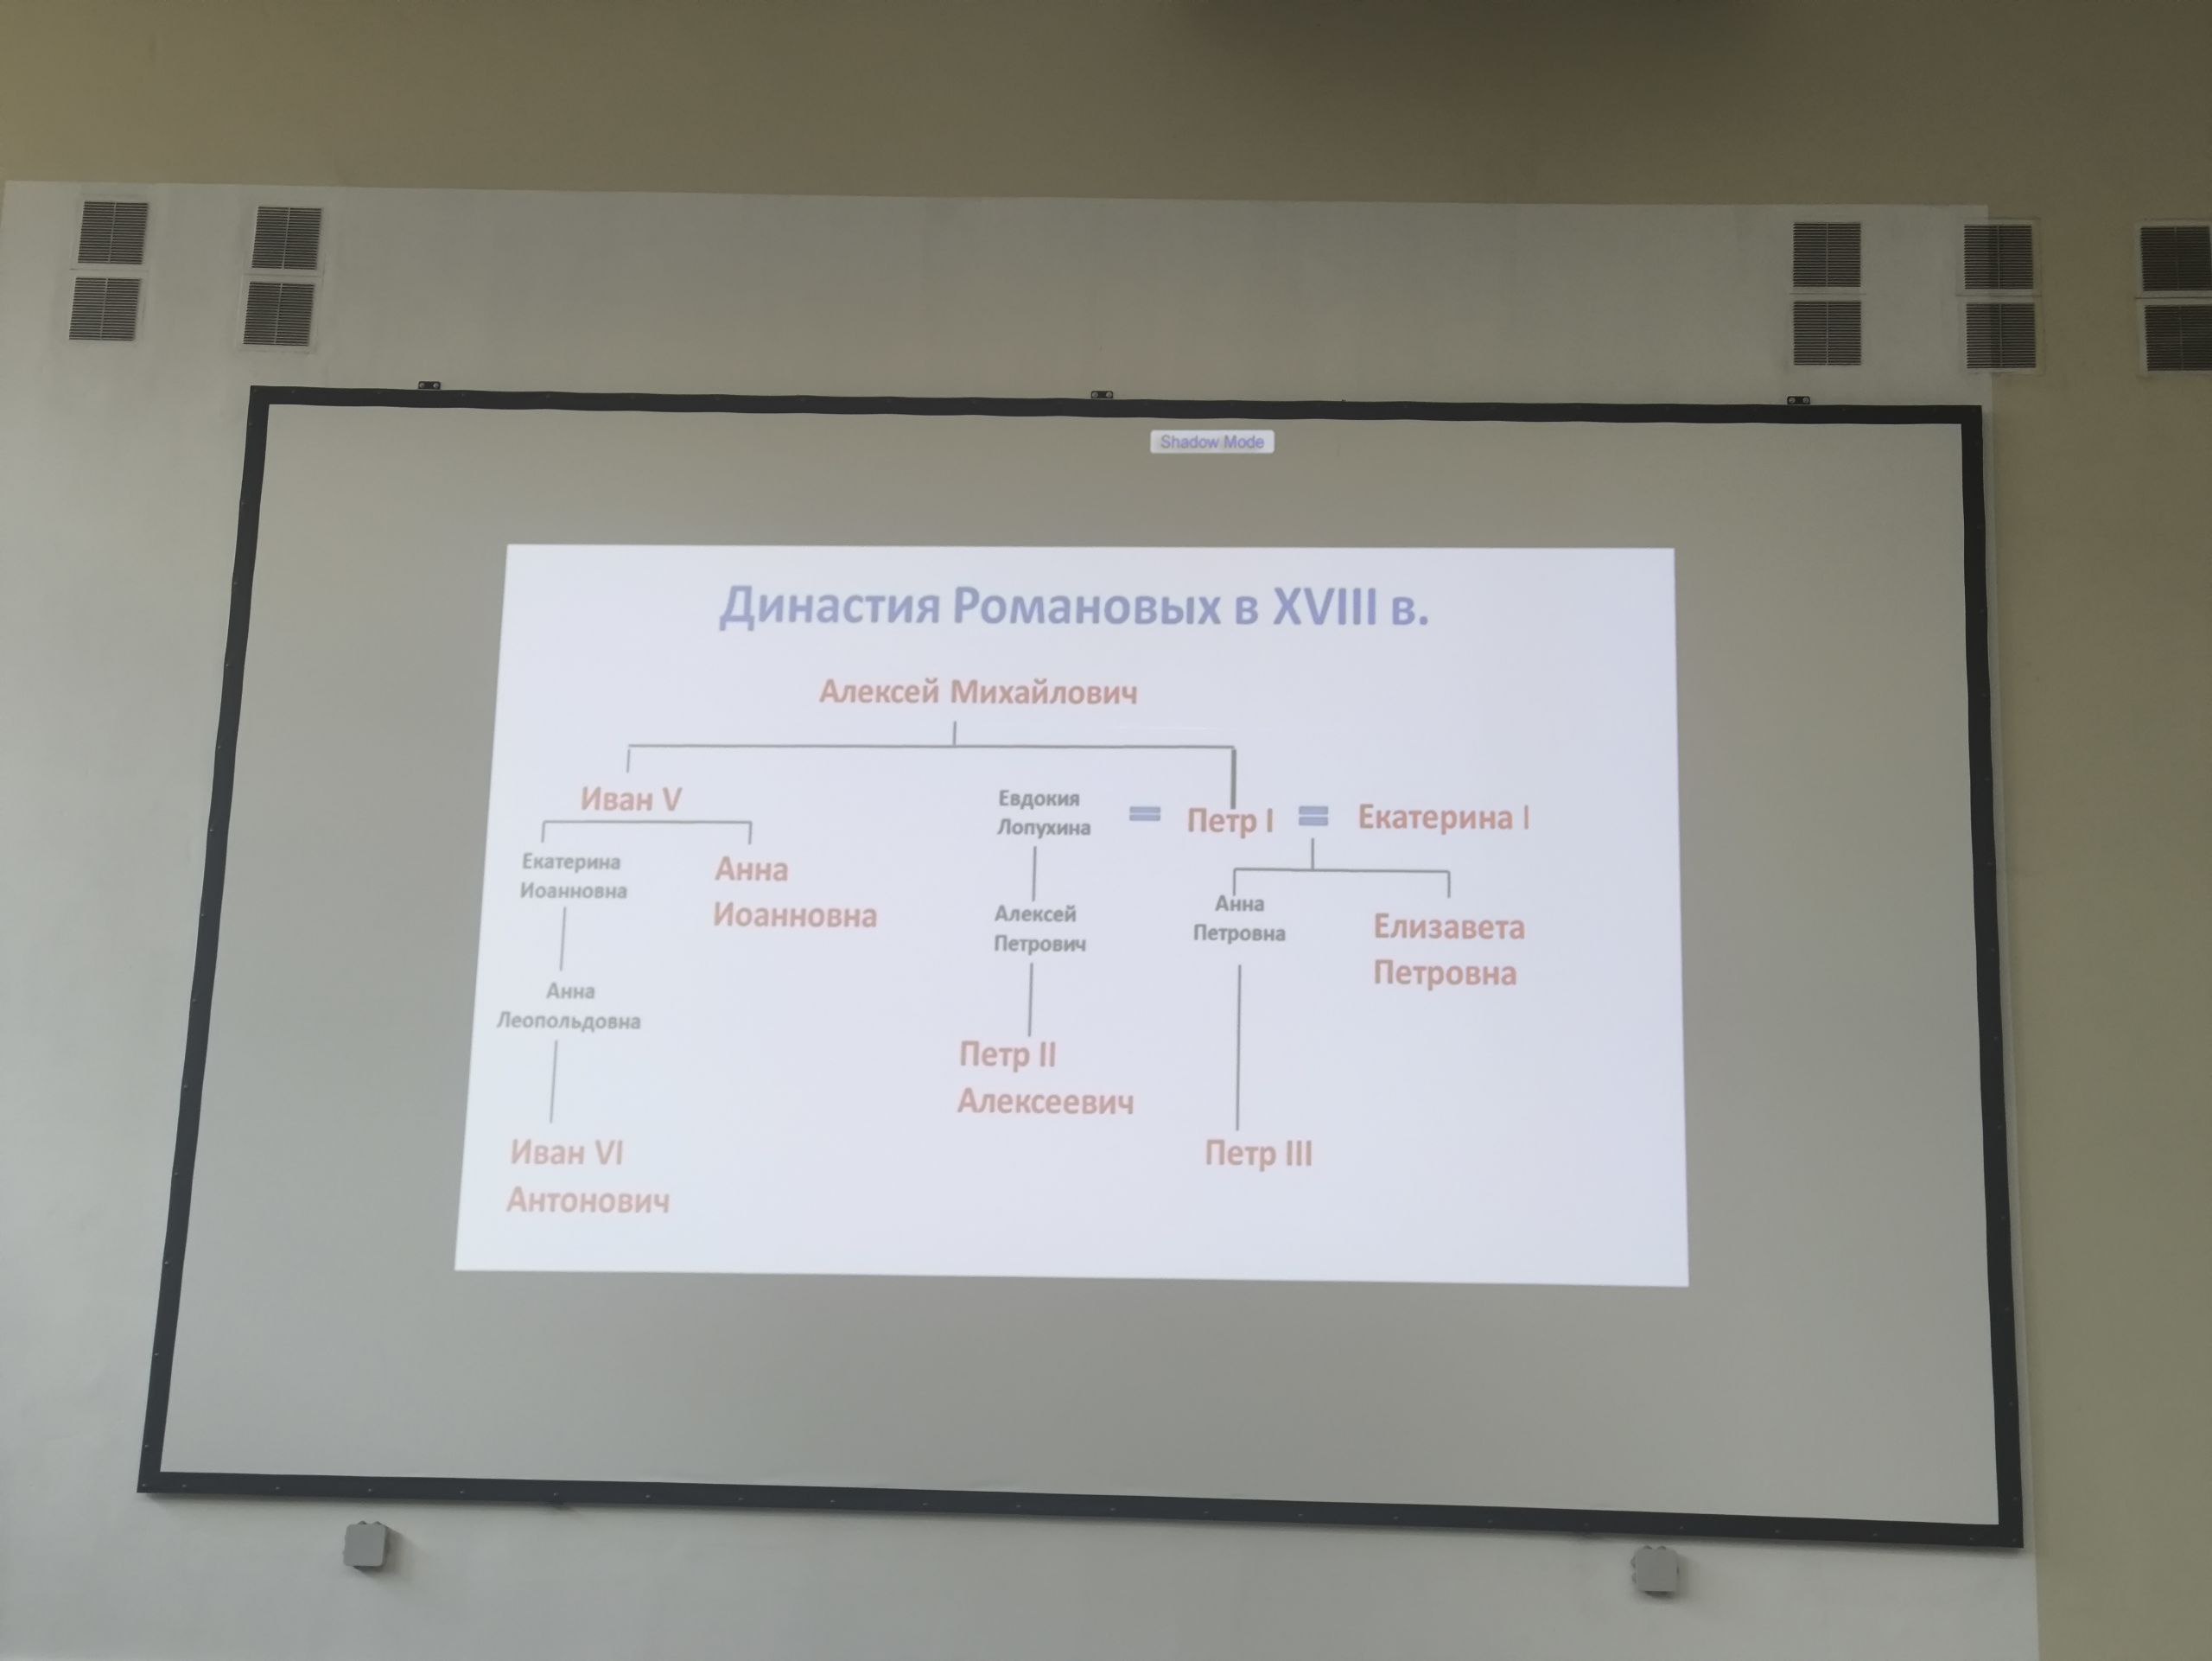 Shadow Mode
Династия Романовых в XVIII в.
Алексей Михайлович
Иван V
Евдокия
Лопухина
=
Петр I
=
Екатерина I
Екатерина
Иоанновна
Анна
Иоанновна
Алексей
Петрович
Анна
Петровна
Елизавета
Петровна
Анна
Леопольдовна
Петр II
Алексеевич
Иван VI
Антонович
Петр III